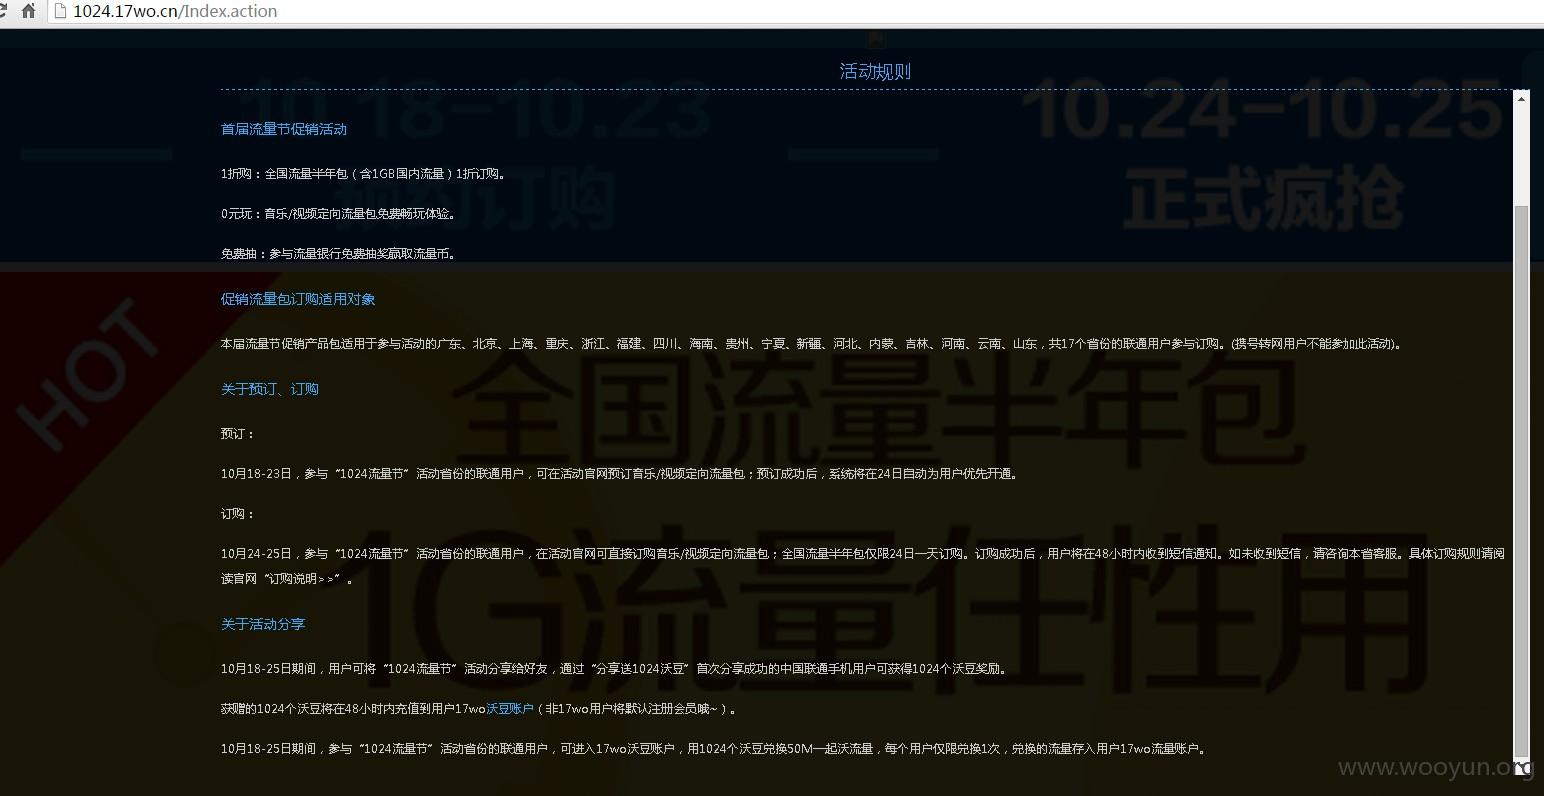 1024.17wo.cn/Index.action
活动规则
10.18-10.23
10.24-10.25
首届流量节促销活动
1折购：全国流量半年包（含1GB国内流量）1折订购。
预约订购
正式疯抢
0元玩：音乐/视频定向流量包免费畅玩体验。
免费抽：参与流量银行免费抽奖赢取流量币。
HOT
促销流量包订购适用对象
本届流量节促销产品包适用于参与活动的广东、北京、上海、重庆、浙江、福建、四川、海南、贵州、宁夏、新疆、河北、内蒙、吉林、河南、云南、山东，共17个省份的联通用户参与订购。(携号转网用户不能参加此活动)。
全国流量半年包
关于预订、订购
预订：
10月18-23日，参与“1024流量节”活动省份的联通用户，可在活动官网预订音乐/视频定向流量包；预订成功后，系统将在24日自动为用户优先开通。
订购：
10月24-25日，参与“1024流量节”活动省份的联通用户，在活动官网可直接订购音乐/视频定向流量包；全国流量半年包仅限24日一天订购。订购成功后，用户将在48小时内收到短信通知。如未收到短信，请咨询本省客服。具体订购规则请阅
读官网“订购说明>>”。
1G流量任性用
关于活动分享
10月18-25日期间，用户可将“1024流量节”活动分享给好友，通过“分享送1024沃豆”首次分享成功的中国联通手机用户可获得1024个沃豆奖励。
获赠的1024个沃豆将在48小时内充值到用户17wo沃豆账户（非17wo用户将默认注册会员哦~）。
10月18-25日期间，参与“1024流量节”活动省份的联通用户，可进入17wo沃豆账户，用1024个沃豆兑换50M一起沃流量，每个用户仅限兑换1次，兑换的流量存入用户17wo流量账户。
www.wooyun.org